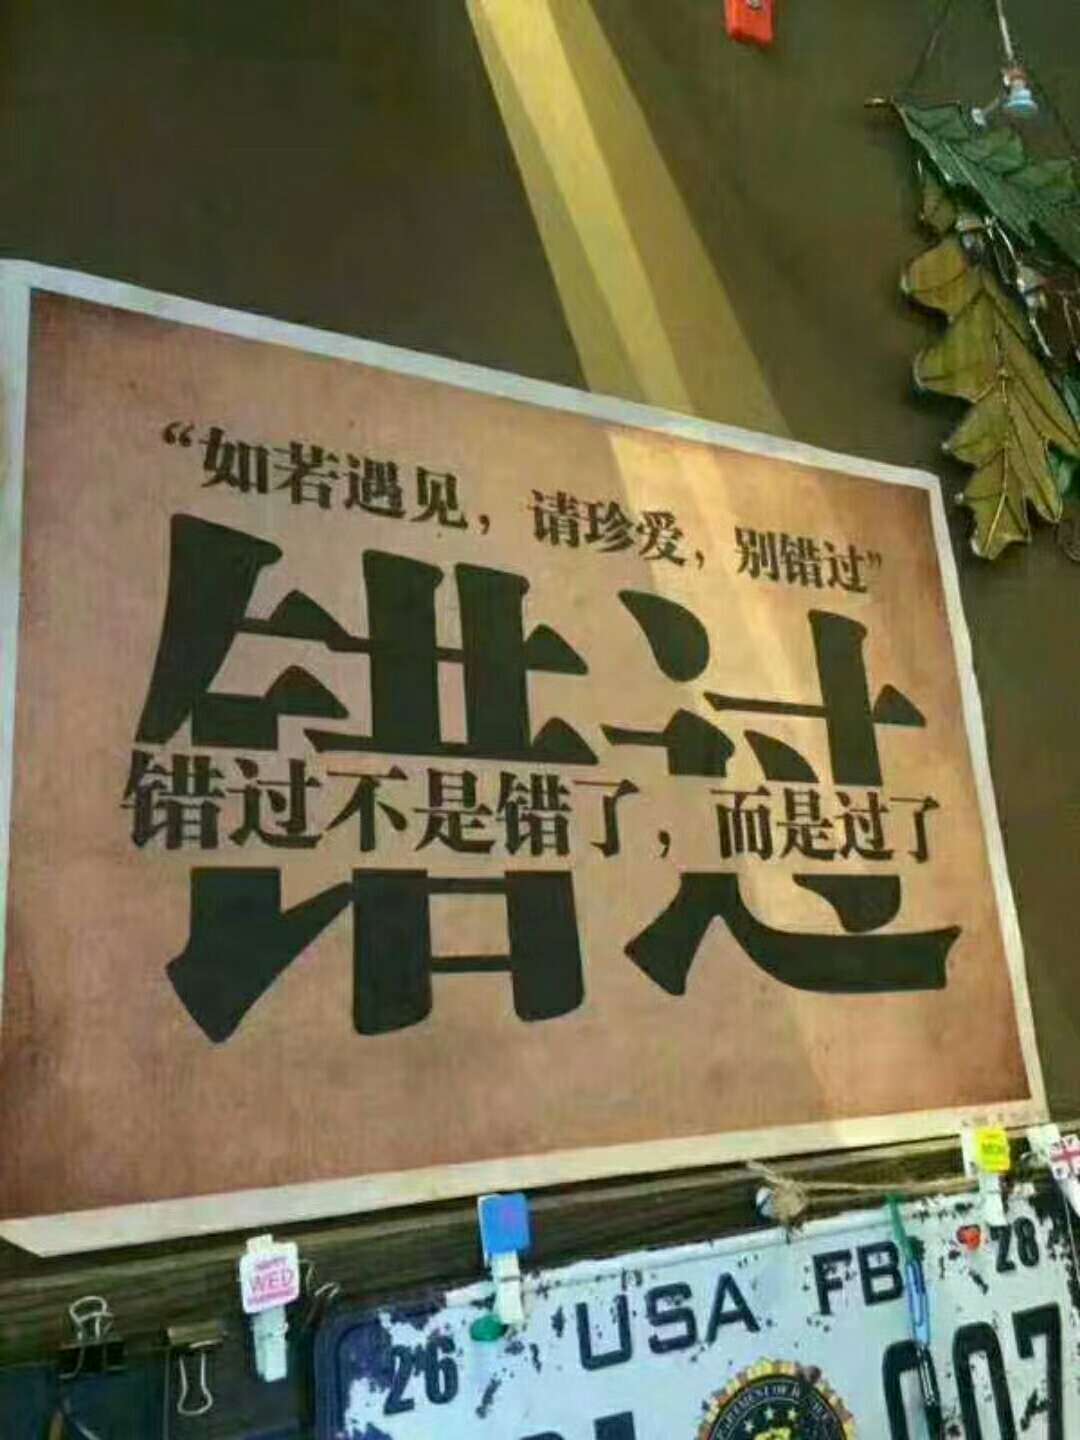 “如若遇见，请珍爱，别错过”
错过
错过不是错了，而是过了
WED
26 USA FBI 28
007